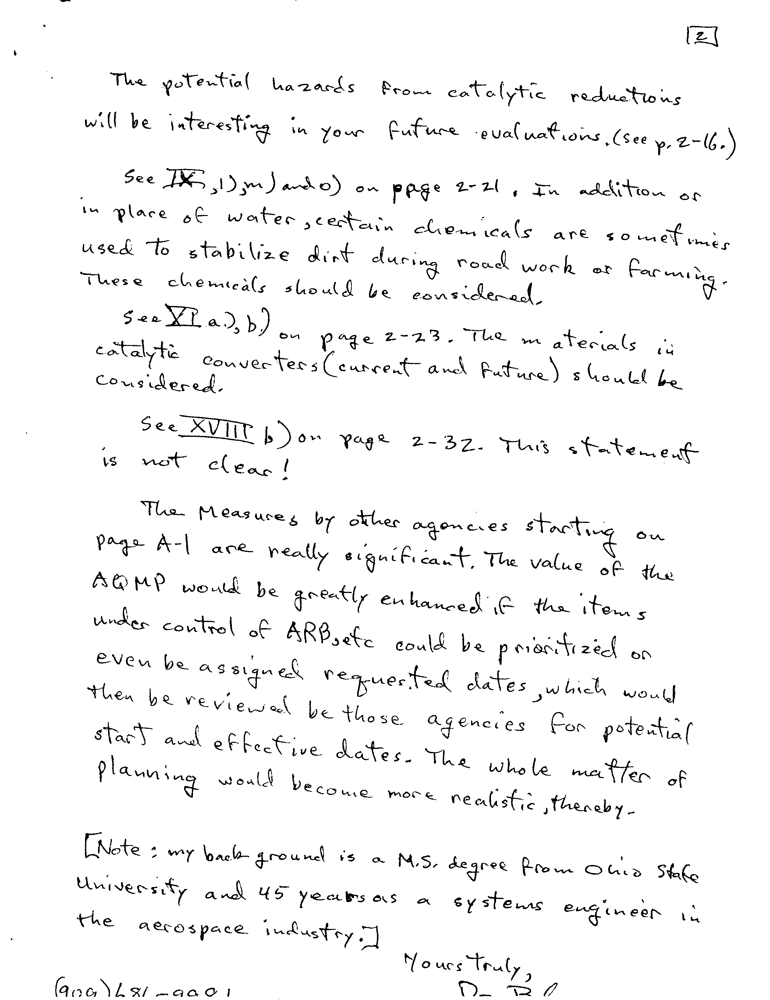 2
The potential hazards from catalytic reductions
will be interesting in your future evaluations. (see p. 2-16.)
See IX, l), m) and o) on ppage 2-21. In addition or
in place of water, certain chemicals are sometimes
used to stabilize dirt during road work or farming.
These chemicals should be considered.
See XI a.), b.) on page 2-23. The materials in
catalytic converters (current and future) should be
considered.
See XVIII b) on page 2-32. This statement
is not clear!
The Measures by other agencies starting on
page A-1 are really significant. The value of the
AQMP would be greatly enhanced if the items
under control of ARB, etc could be prioritized or
even be assigned requested dates, which would
then be reviewed be those agencies for potential
start and effective dates. The whole matter of
planning would become more realistic, thereby.
[Note: my background is a M.S. degree from Ohio State
University and 45 years as a systems engineer in
the aerospace industry.]
Yours Truly,